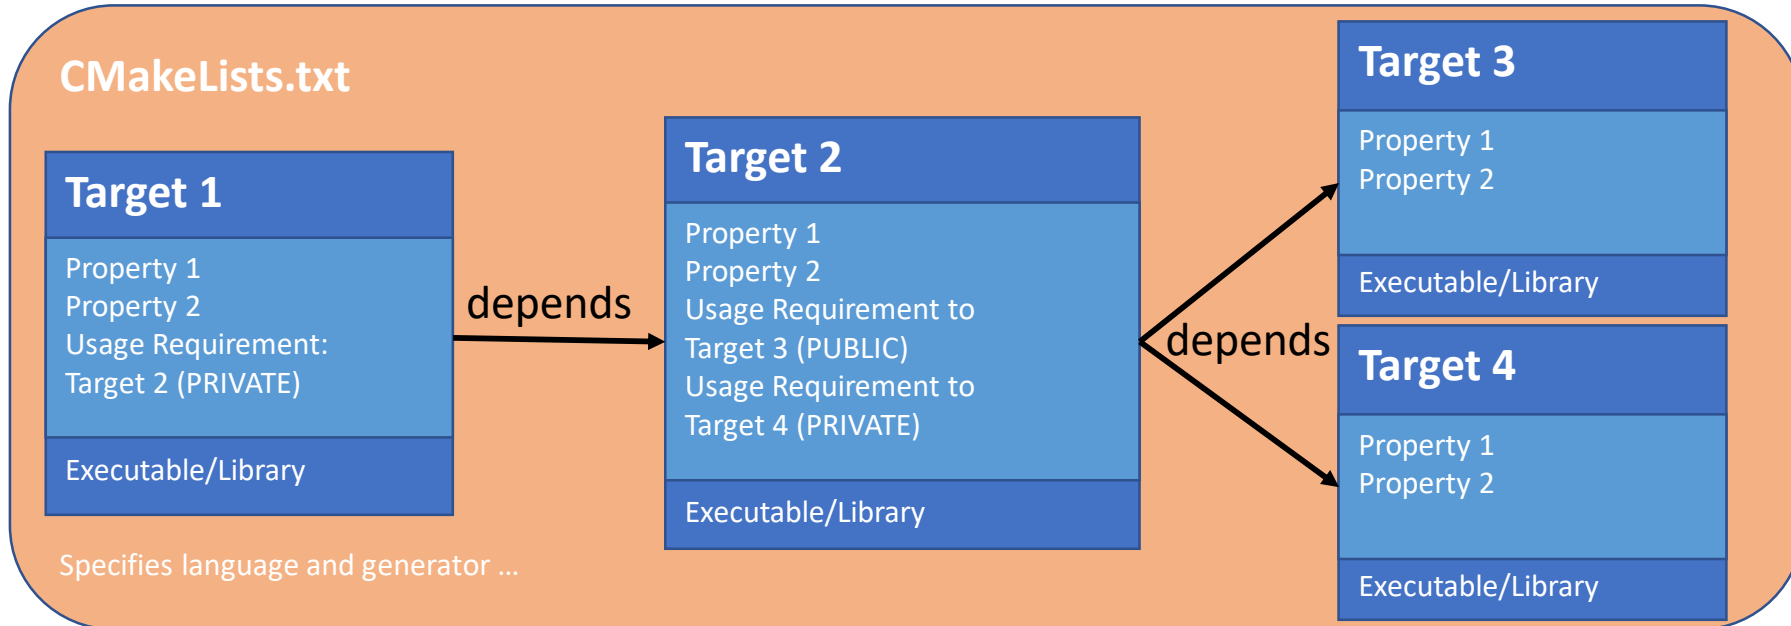 CMakeLists.txt
Target 1
Property 1
Property 2
Usage Requirement:
Target 2 (PRIVATE)
Executable/Library
Specifies language and generator ...
depends
Target 2
Property 1
Property 2
Usage Requirement to
Target 3 (PUBLIC)
Usage Requirement to
Target 4 (PRIVATE)
Executable/Library
depends
Target 3
Property 1
Property 2
Executable/Library
Target 4
Property 1
Property 2
Executable/Library